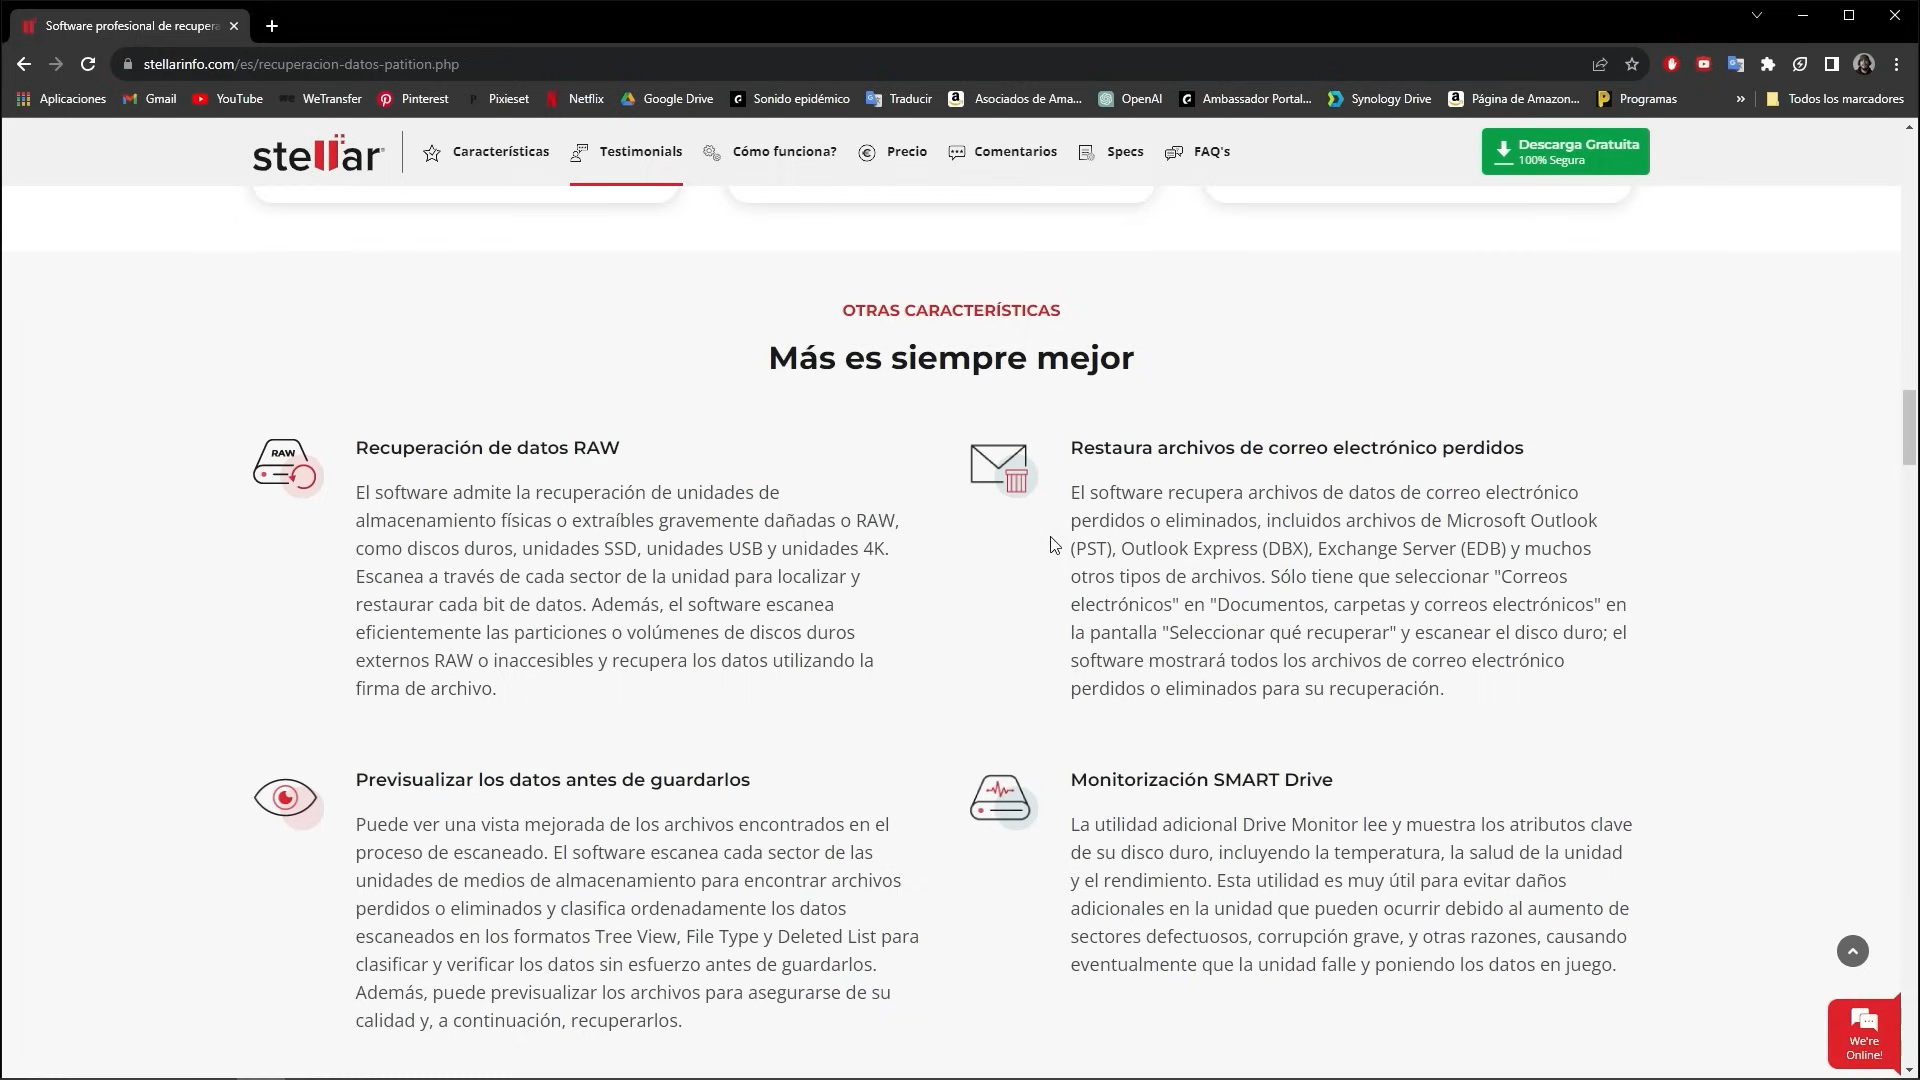 Software profesional de recupera
stellarinfo.com/es/recuperacion-datos-patition.php
Aplicaciones
Gmail
YouTube
WeTransfer
Pinterest
Pixieset
Netflix
Google Drive
Sonido epidémico
Traducir
Asociados de Ama...
OpenAI
Ambassador Portal...
Synology Drive
Página de Amazon...
Programas
»
Todos los marcadores
stellar
Características
Testimonials
Cómo funciona?
Precio
Comentarios
Specs
FAQ's
Descarga Gratuita
100% Segura
OTRAS CARACTERÍSTICAS
Más es siempre mejor
RAW
Recuperación de datos RAW
El software admite la recuperación de unidades de
almacenamiento físicas o extraíbles gravemente dañadas o RAW,
como discos duros, unidades SSD, unidades USB y unidades 4K.
Escanea a través de cada sector de la unidad para localizar y
restaurar cada bit de datos. Además, el software escanea
eficientemente las particiones o volúmenes de discos duros
externos RAW o inaccesibles y recupera los datos utilizando la
firma de archivo.
Restaura archivos de correo electrónico perdidos
El software recupera archivos de datos de correo electrónico
perdidos o eliminados, incluidos archivos de Microsoft Outlook
(PST), Outlook Express (DBX), Exchange Server (EDB) y muchos
otros tipos de archivos. Sólo tiene que seleccionar "Correos
electrónicos" en "Documentos, carpetas y correos electrónicos" en
la pantalla "Seleccionar qué recuperar" y escanear el disco duro; el
software mostrará todos los archivos de correo electrónico
perdidos o eliminados para su recuperación.
Previsualizar los datos antes de guardarlos
Puede ver una vista mejorada de los archivos encontrados en el
proceso de escaneado. El software escanea cada sector de las
unidades de medios de almacenamiento para encontrar archivos
perdidos o eliminados y clasifica ordenadamente los datos
escaneados en los formatos Tree View, File Type y Deleted List para
clasificar y verificar los datos sin esfuerzo antes de guardarlos.
Además, puede previsualizar los archivos para asegurarse de su
calidad y, a continuación, recuperarlos.
Monitorización SMART Drive
La utilidad adicional Drive Monitor lee y muestra los atributos clave
de su disco duro, incluyendo la temperatura, la salud de la unidad
y el rendimiento. Esta utilidad es muy útil para evitar daños
adicionales en la unidad que pueden ocurrir debido al aumento de
sectores defectuosos, corrupción grave, y otras razones, causando
eventualmente que la unidad falle y poniendo los datos en juego.
We're
Online!